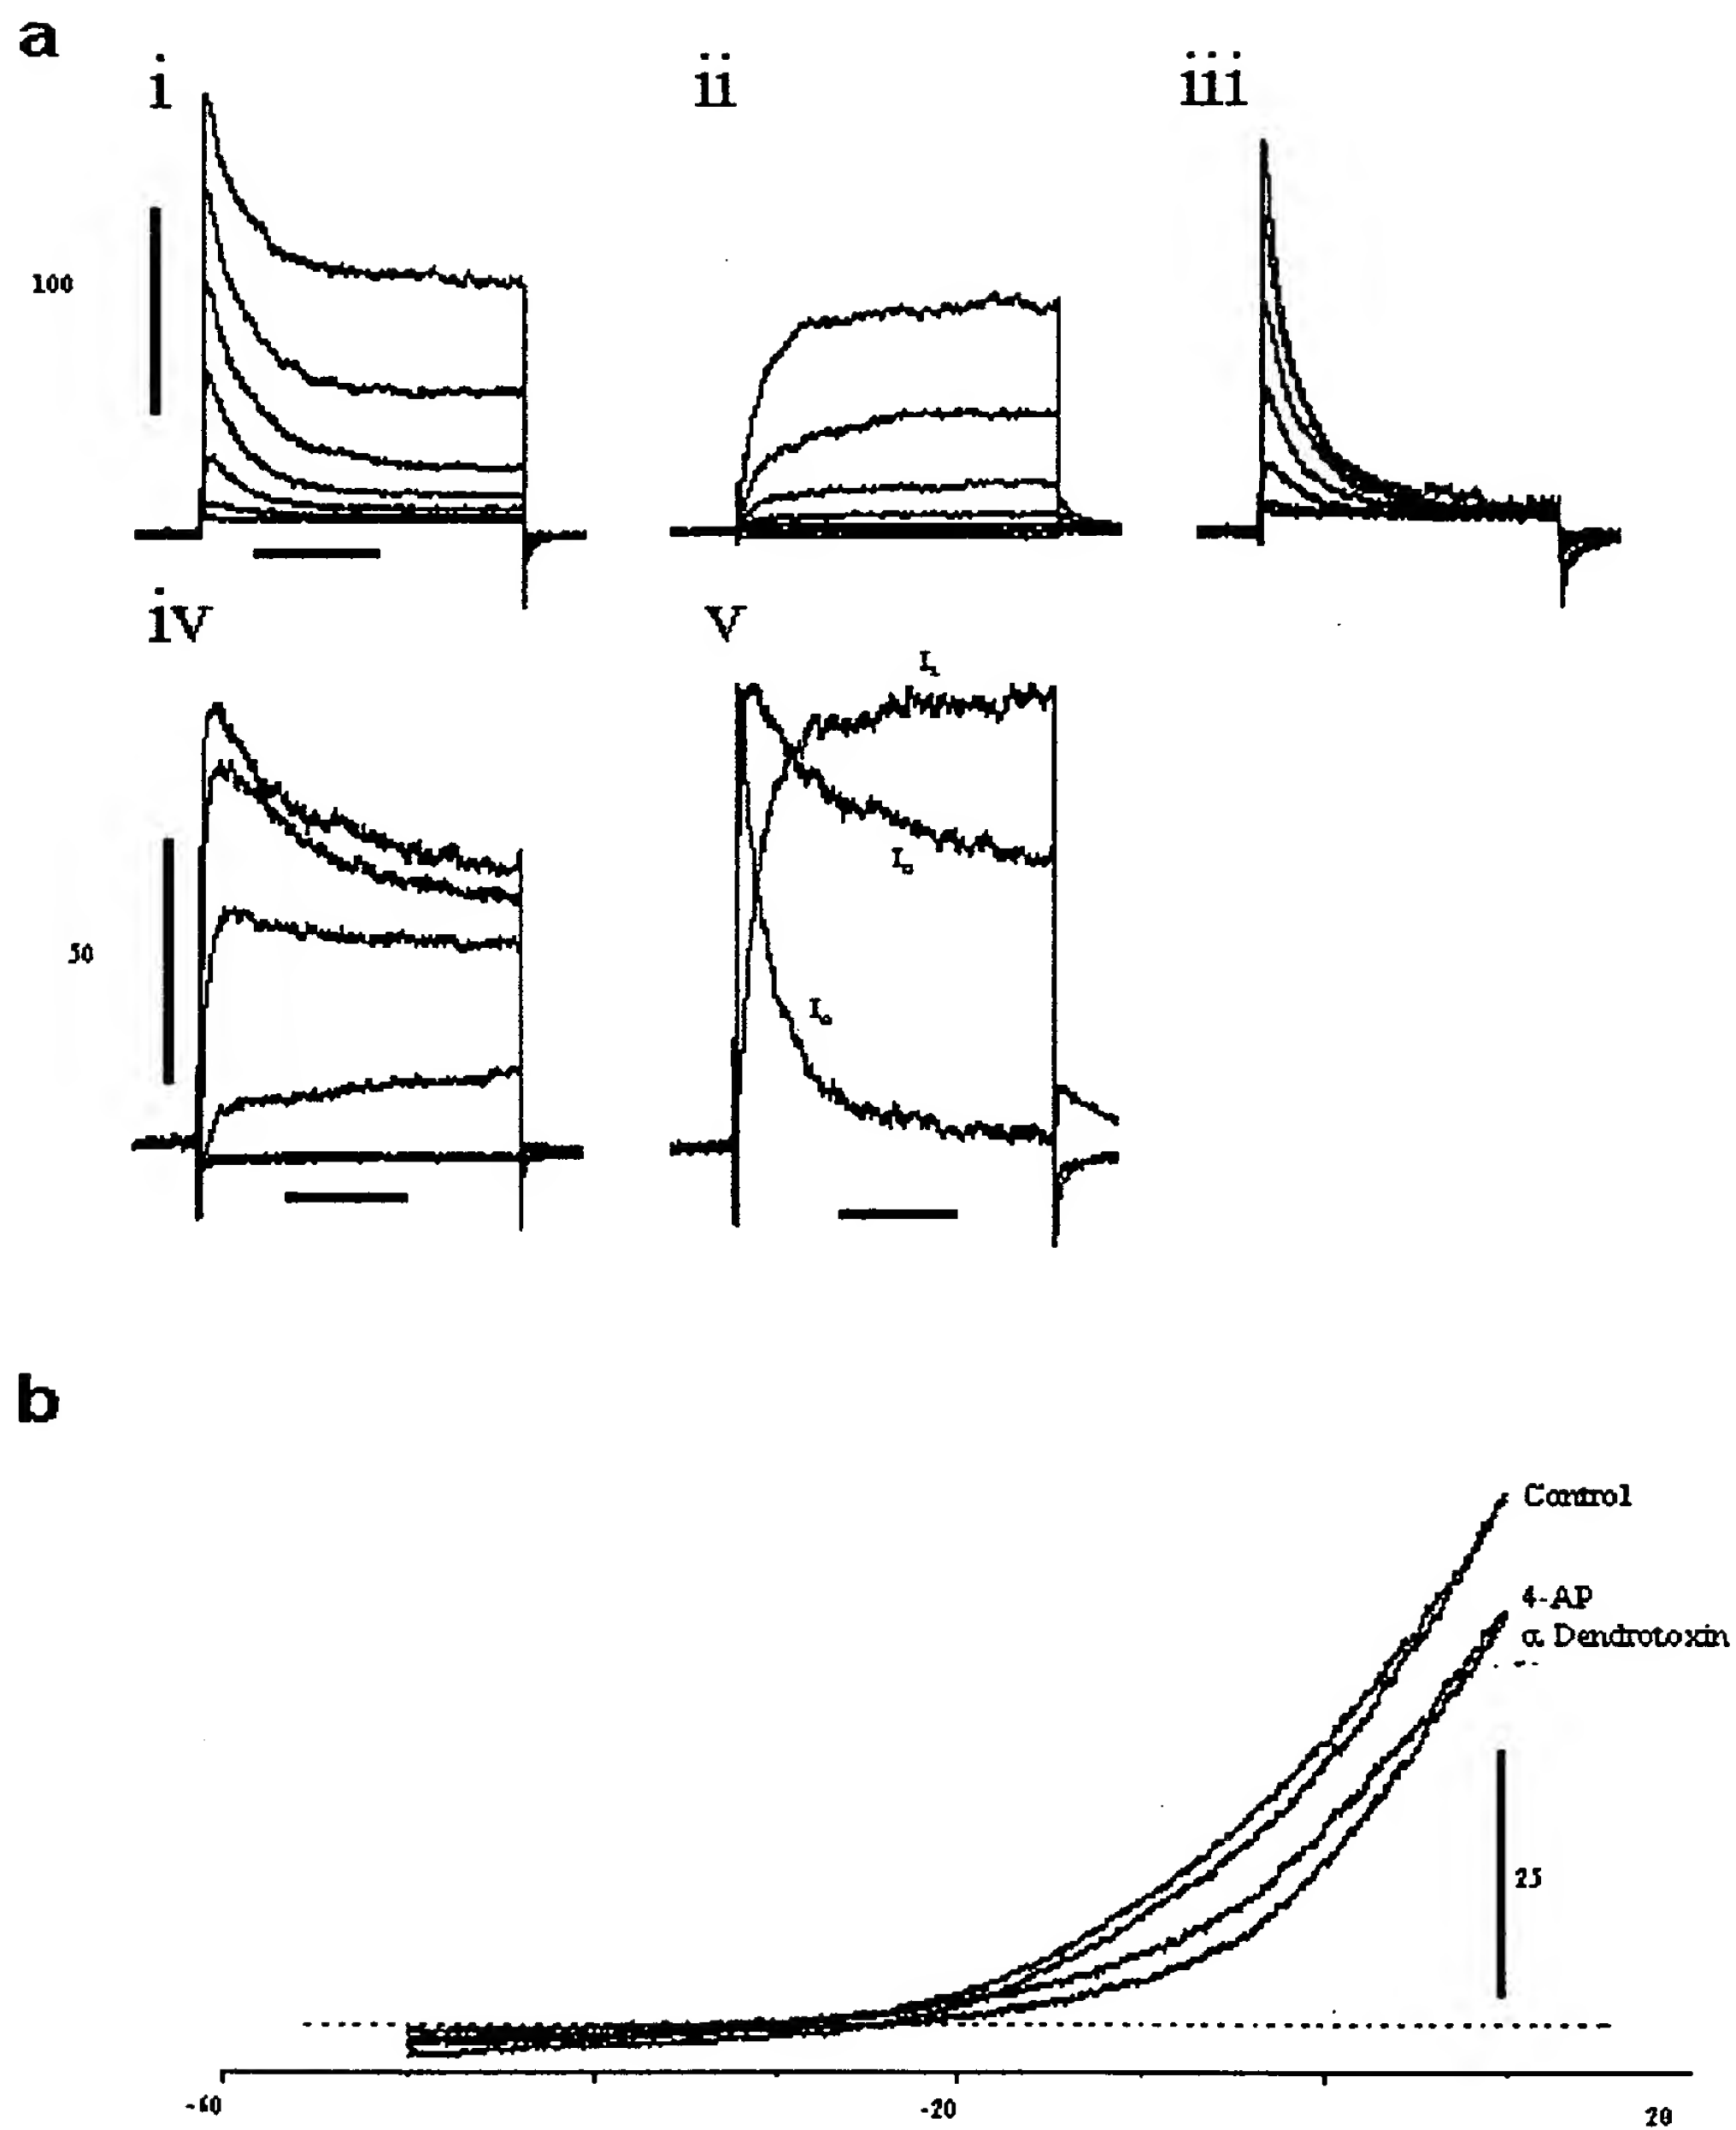 a
i
ii
iii
100
iv
v
50
b
Control
4-AP
α Dendrotoxin
25
-60
-20
20